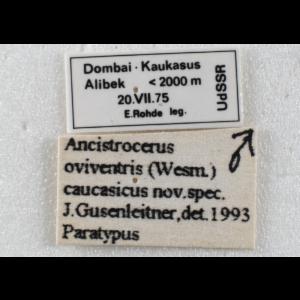 Dombai · Kaukasus
Alibek < 2000 m
20.VII.75
E.Rohde leg.
UdSSR
Ancistrocerus ♂
oviventris (Wesm.)
caucasicus nov.spec.
J.Gusenleitner,det.1993
Paratypus